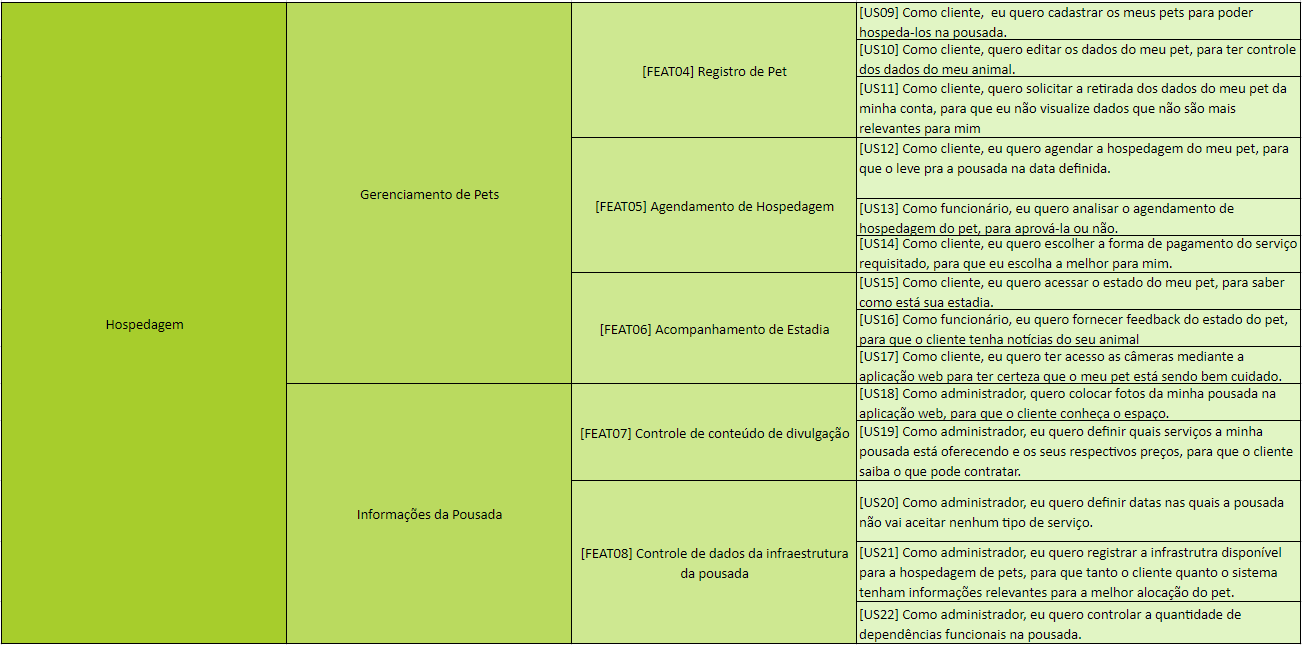 Hospedagem
Gerenciamento de Pets
[FEAT04] Registro de Pet
[US09] Como cliente,  eu quero cadastrar os meus pets para poder
hospeda-los na pousada.
[US10] Como cliente, quero editar os dados do meu pet, para ter controle
dos dados do meu animal.
[US11] Como cliente, quero solicitar a retirada dos dados do meu pet da
minha conta, para que eu não visualize dados que não são mais
relevantes para mim
[FEAT05] Agendamento de Hospedagem
[US12] Como cliente, eu quero agendar a hospedagem do meu pet, para
que o leve pra a pousada na data definida.
[US13] Como funcionário, eu quero analisar o agendamento de
hospedagem do pet, para aprová-la ou não.
[US14] Como cliente, eu quero escolher a forma de pagamento do serviço
requisitado, para que eu escolha a melhor para mim.
[FEAT06] Acompanhamento de Estadia
[US15] Como cliente, eu quero acessar o estado do meu pet, para saber
como está sua estadia.
[US16] Como funcionário, eu quero fornecer feedback do estado do pet,
para que o cliente tenha notícias do seu animal
[US17] Como cliente, eu quero ter acesso as câmeras mediante a
aplicação web para ter certeza que o meu pet está sendo bem cuidado.
Informações da Pousada
[FEAT07] Controle de conteúdo de divulgação
[US18] Como administrador, quero colocar fotos da minha pousada na
aplicação web, para que o cliente conheça o espaço.
[US19] Como administrador, eu quero definir quais serviços a minha
pousada está oferecendo e os seus respectivos preços, para que o cliente
saiba o que pode contratar.
[FEAT08] Controle de dados da infraestrutura
da pousada
[US20] Como administrador, eu quero definir datas nas quais a pousada
não vai aceitar nenhum tipo de serviço.
[US21] Como administrador, eu quero registrar a infrastrutra disponível
para a hospedagem de pets, para que tanto o cliente quanto o sistema
tenham informações relevantes para a melhor alocação do pet.
[US22] Como administrador, eu quero controlar a quantidade de
dependências funcionais na pousada.